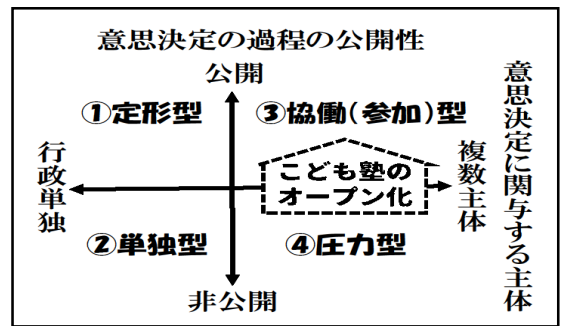 意思決定の過程の公開性
公開
①定形型
③協働(参加)型
行政単独
こども塾の
オープン化
複数主体
意思決定に関与する主体
②単独型
④圧力型
非公開